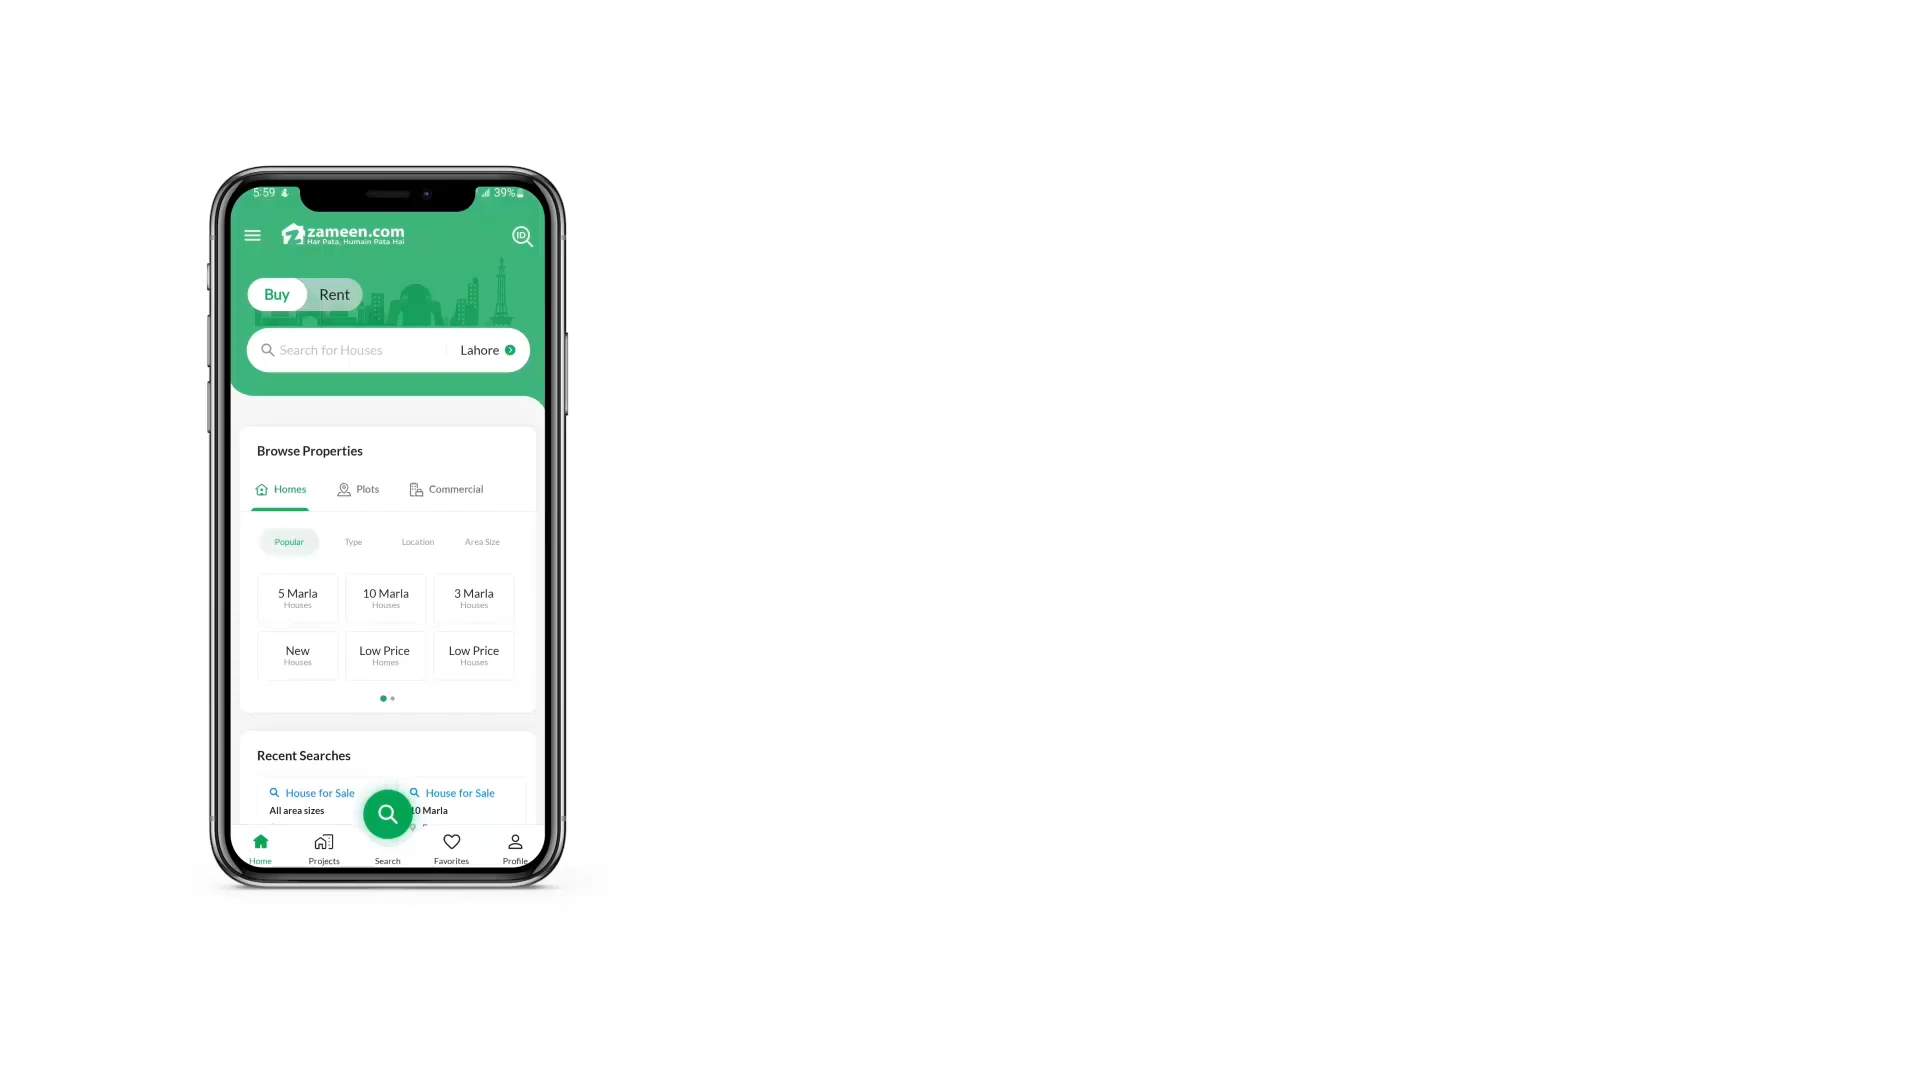 5:59 39%
zameen.com
Har Pata, Humain Pata Hai
ID
Buy Rent
Search for Houses Lahore
Browse Properties
Homes Plots Commercial
Popular Type Location Area Size
5 Marla 10 Marla 3 Marla
Houses Houses Houses
New Low Price Low Price
Houses Homes Houses
Recent Searches
House for Sale House for Sale
All area sizes 10 Marla
Home Projects Search Favorites Profile